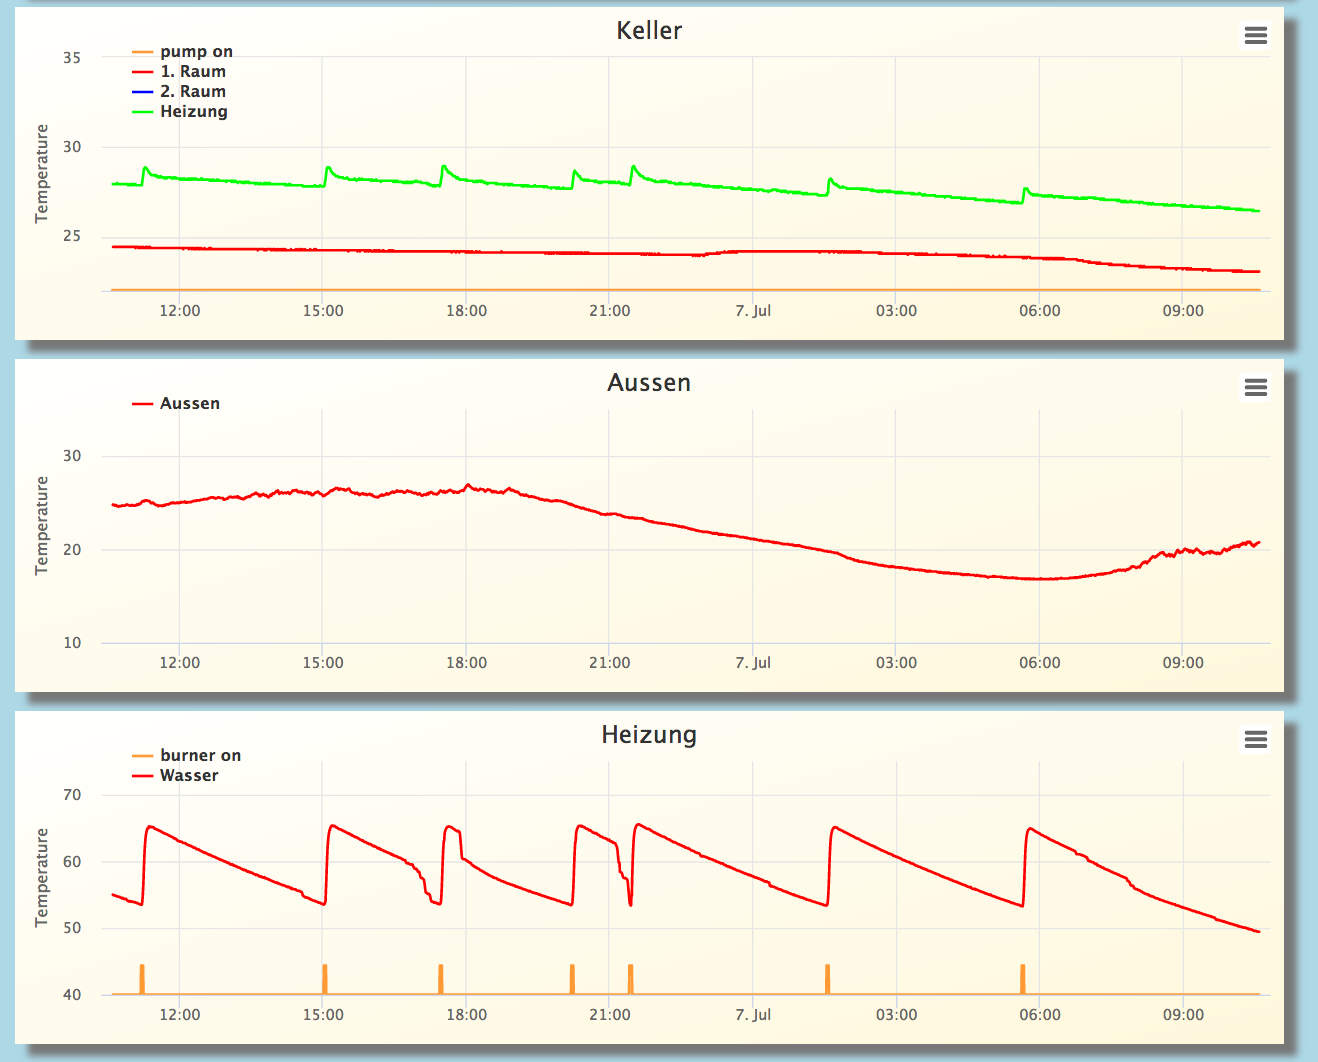 Keller
pump on
1. Raum
2. Raum
Heizung
Temperature
35
30
25
12:00 15:00 18:00 21:00 7. Jul 03:00 06:00 09:00
Aussen
Aussen
Temperature
30
20
10
12:00 15:00 18:00 21:00 7. Jul 03:00 06:00 09:00
Heizung
burner on
Wasser
Temperature
70
60
50
40
12:00 15:00 18:00 21:00 7. Jul 03:00 06:00 09:00